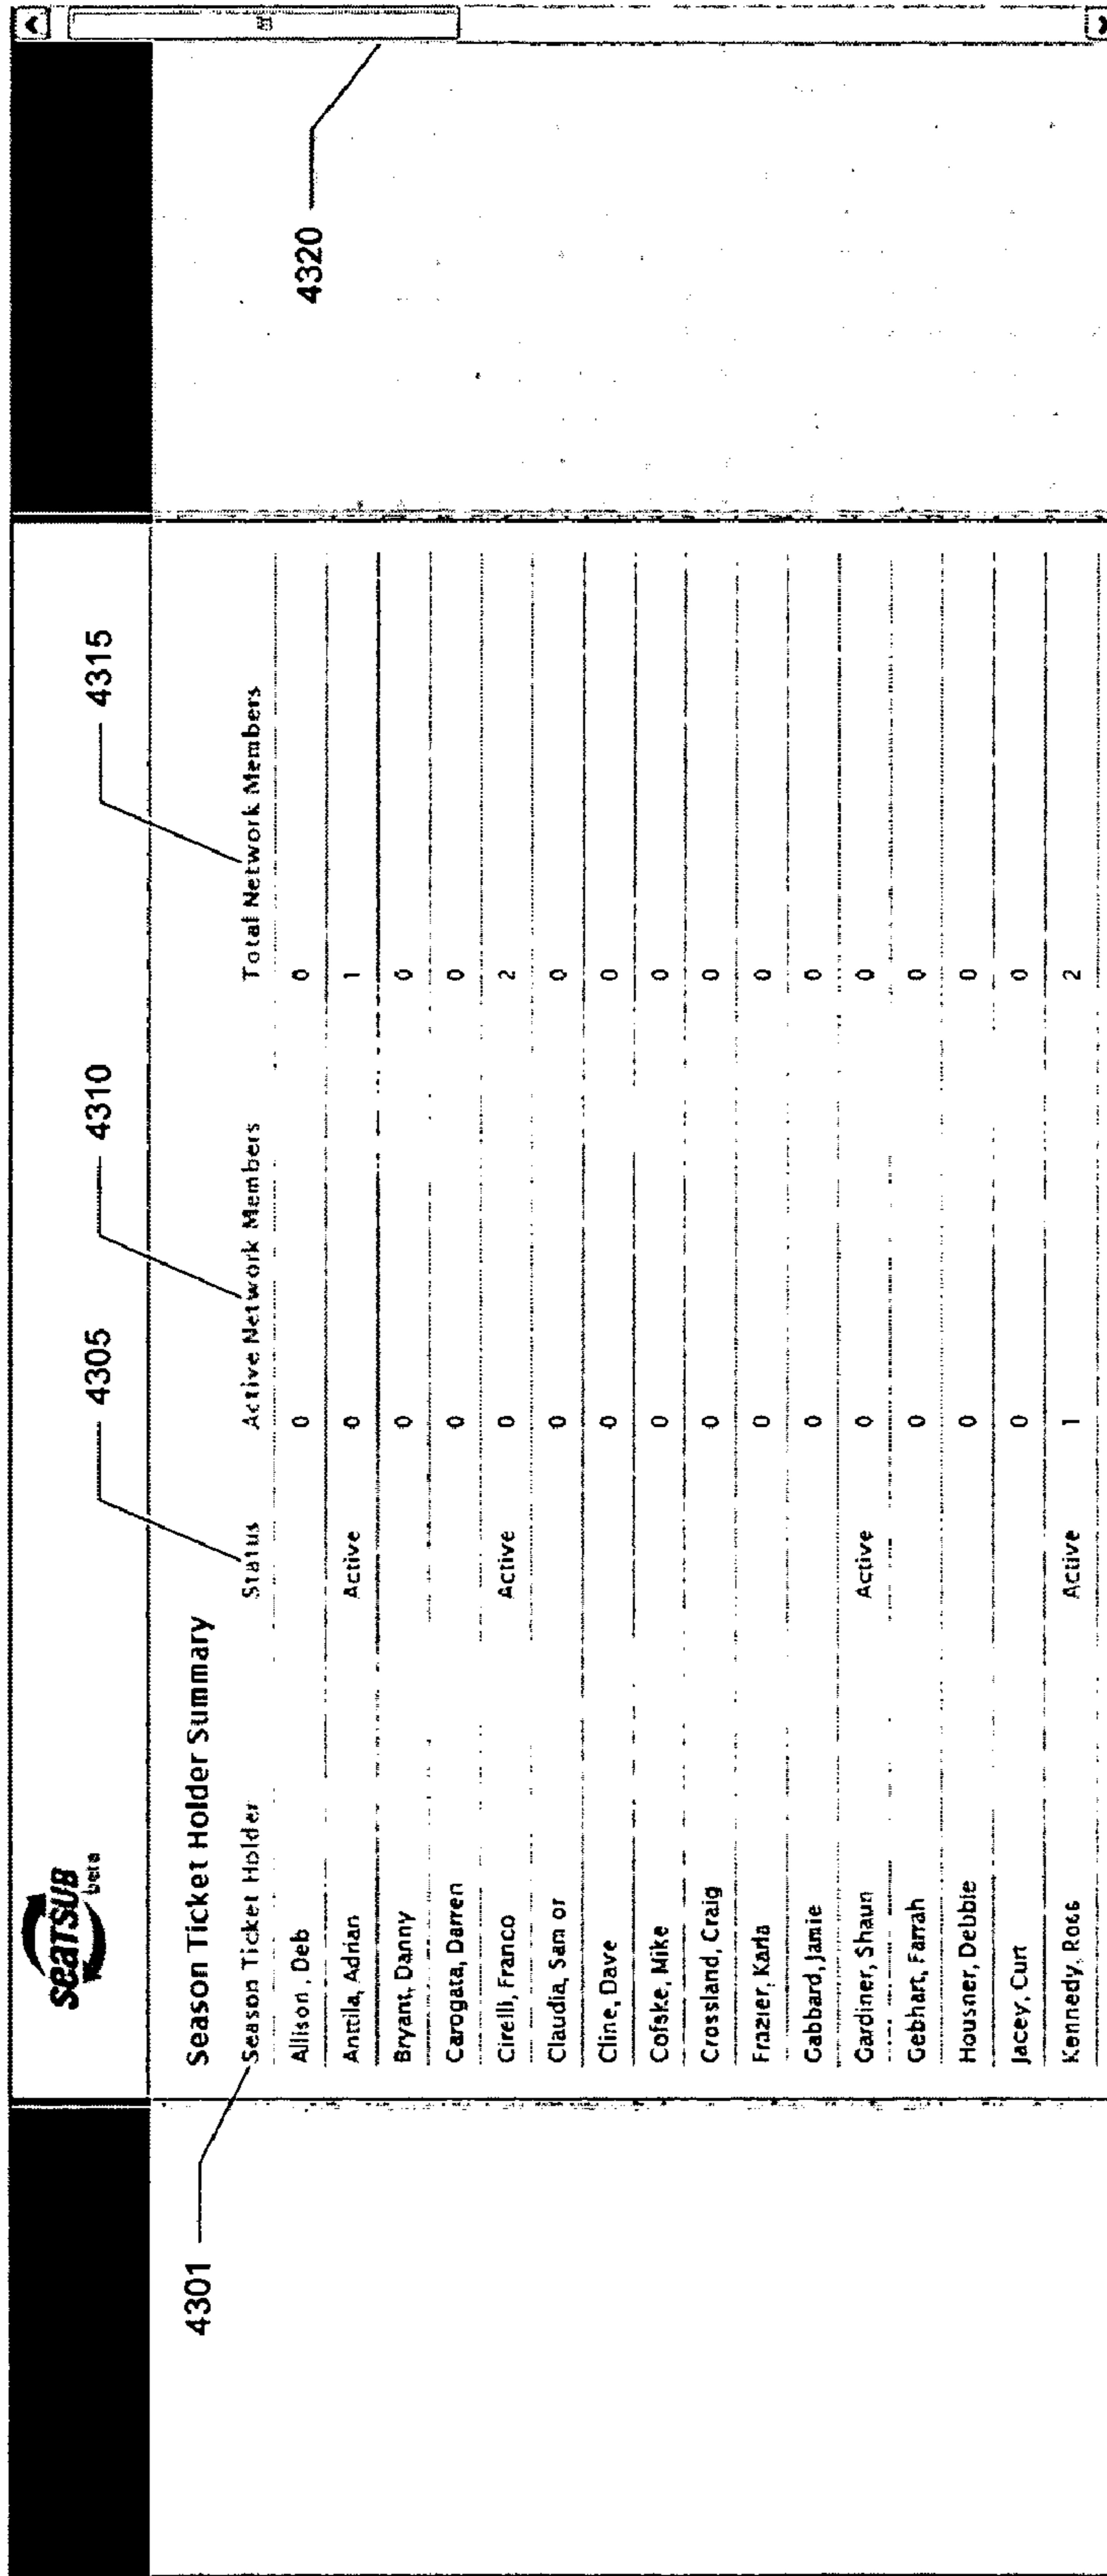 seatsub
beta
4305
4310
4315
4301
4320
Season Ticket Holder Summary
Season Ticket Holder Status Active Network Members Total Network Members
Allison , Deb 0 0
Anttila, Adrian Active 0 1
Bryant, Danny 0 0
Carogata, Darren 0 0
Cirelli, Franco Active 0 2
Claudia, Sam or 0 0
Cline, Dave 0 0
Cofske, Mike 0 0
Crossland, Craig 0 0
Frazier, Karla 0 0
Gabbard, Jamie 0 0
Gardiner, Shaun Active 0 0
Gebhart, Farrah 0 0
Housner, Debbie 0 0
Jacey, Curt 0 0
Kennedy, Ross Active 1 2